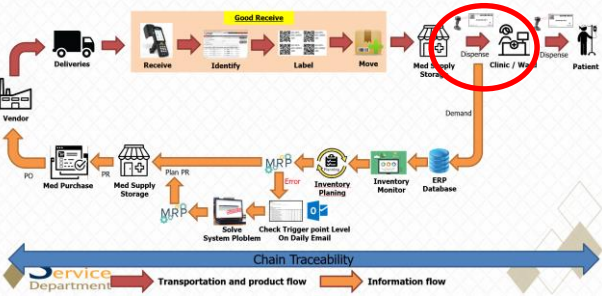 Good Receive
Deliveries
Receive
Identify
Label
Move
Med Supply
Storage
Dispense
Clinic / Ward
Dispense
Patient
Vendor
Demand
PO
Med Purchase
PR
Med Supply
Storage
Plan PR
MRP
Error
Inventory
Planing
Inventory
Monitor
ERP
Database
MRP
Solve
System Ploblem
Check Trigger point Level
On Daily Email
Chain Traceability
Service
Department
Transportation and product flow
Information flow